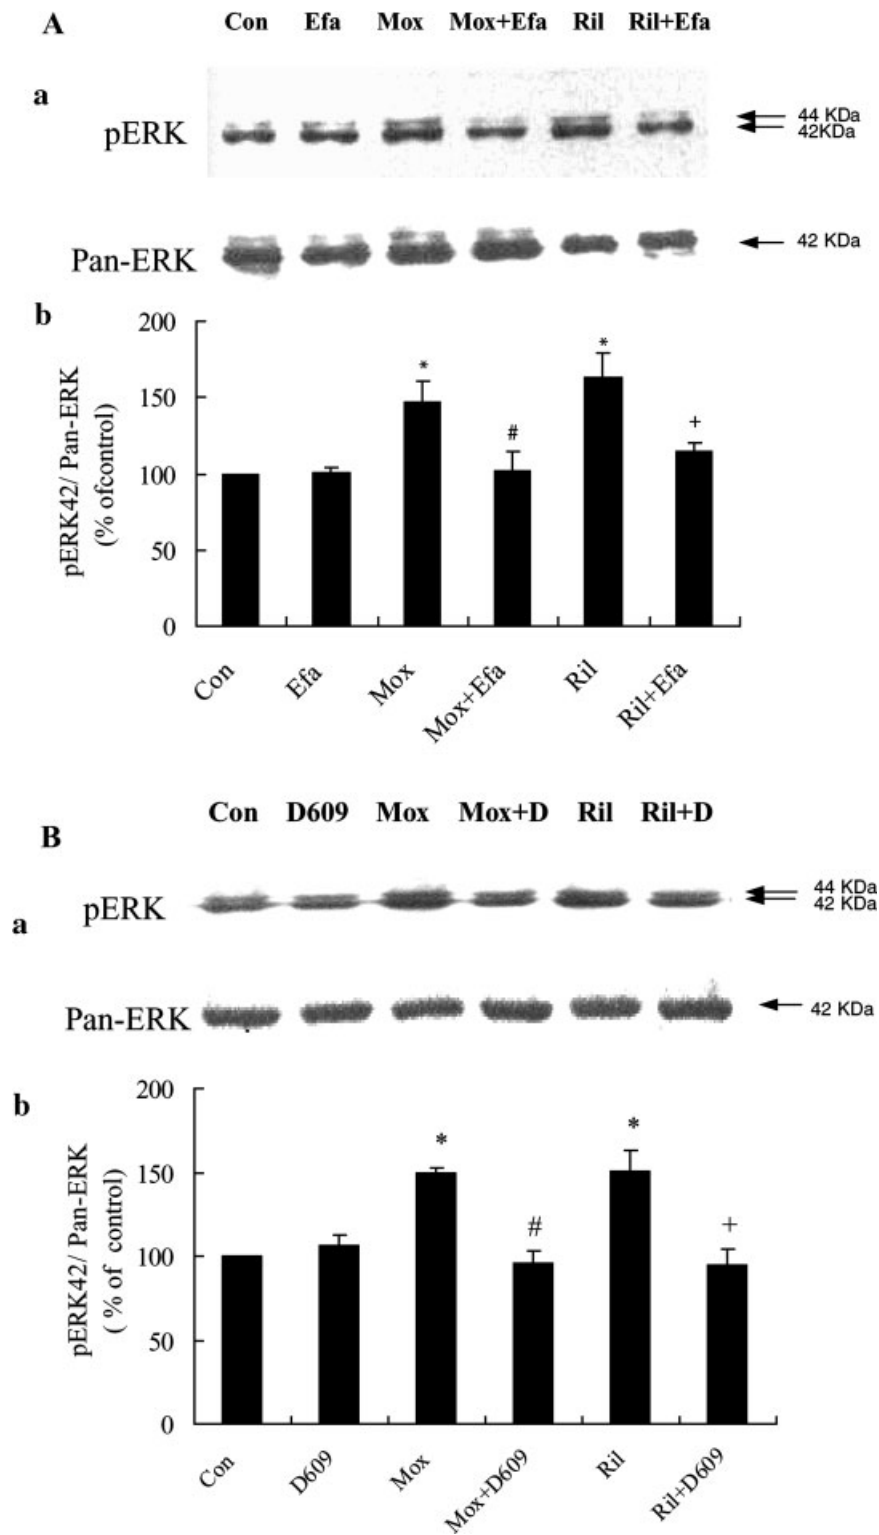 A
Con Efa Mox Mox+Efa Ril Ril+Efa
a
pERK
44 KDa
42KDa
Pan-ERK
42 KDa
b
pERK42/ Pan-ERK
(% ofcontrol)
200
150
100
50
0
*
#
*
+
Con Efa Mox Mox+Efa Ril Ril+Efa
Con D609 Mox Mox+D Ril Ril+D
B
a
pERK
44 KDa
42 KDa
Pan-ERK
42 KDa
b
pERK42/ Pan-ERK
( % of control)
200
150
100
50
0
*
#
*
+
Con D609 Mox Mox+D609 Ril Ril+D609